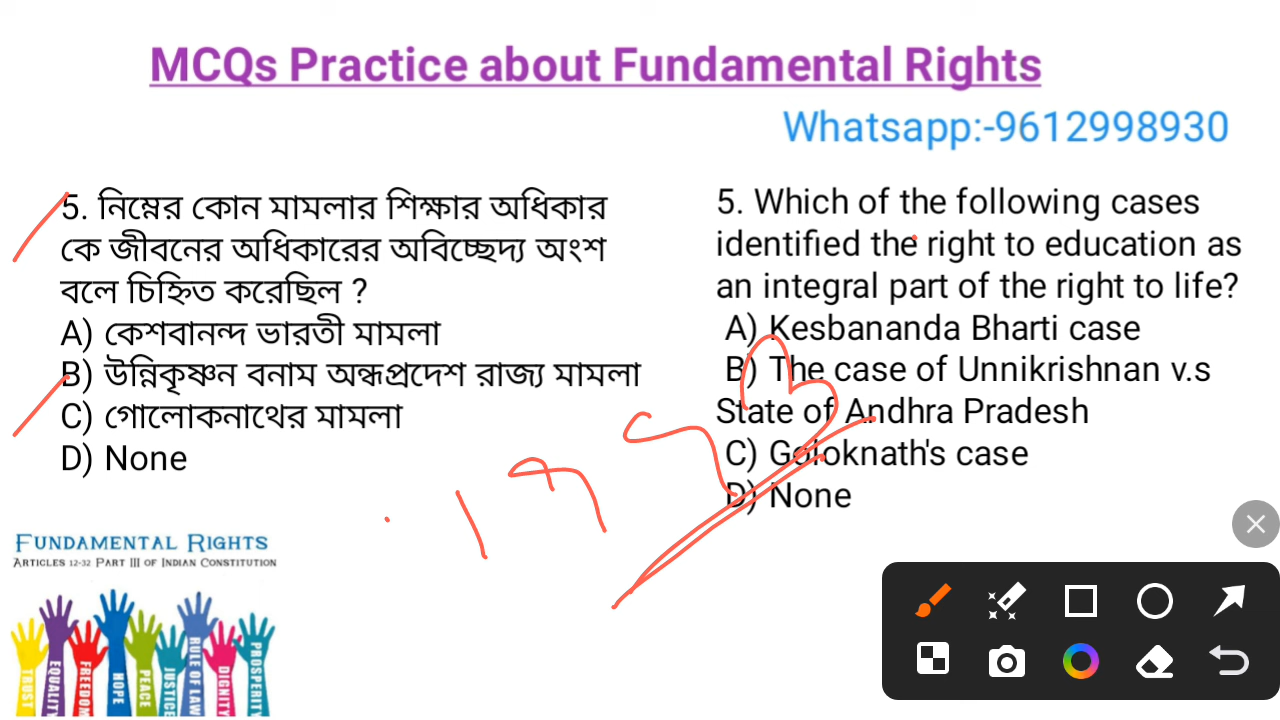 MCQs Practice about Fundamental Rights
Whatsapp:-9612998930
5. নিম্নের কোন মামলার শিক্ষার অধিকার
কে জীবনের অধিকারের অবিচ্ছেদ্য অংশ
বলে চিহ্নিত করেছিল ?
A) কেশবানন্দ ভারতী মামলা
B) উন্নিকৃষ্ণন বনাম অন্ধপ্রদেশ রাজ্য মামলা
C) গোলোকনাথের মামলা
D) None
5. Which of the following cases
identified the right to education as
an integral part of the right to life?
A) Kesbananda Bharti case
B) The case of Unnikrishnan v.s
State of Andhra Pradesh
C) Goloknath's case
D) None
1993
FUNDAMENTAL RIGHTS
ARTICLES 12-32 PART III OF INDIAN CONSTITUTION
TRUST
EQUALITY
FREEDOM
HOPE
PEACE
JUSTICE
RULE OF LAW
DIGNITY
PROSPERITY